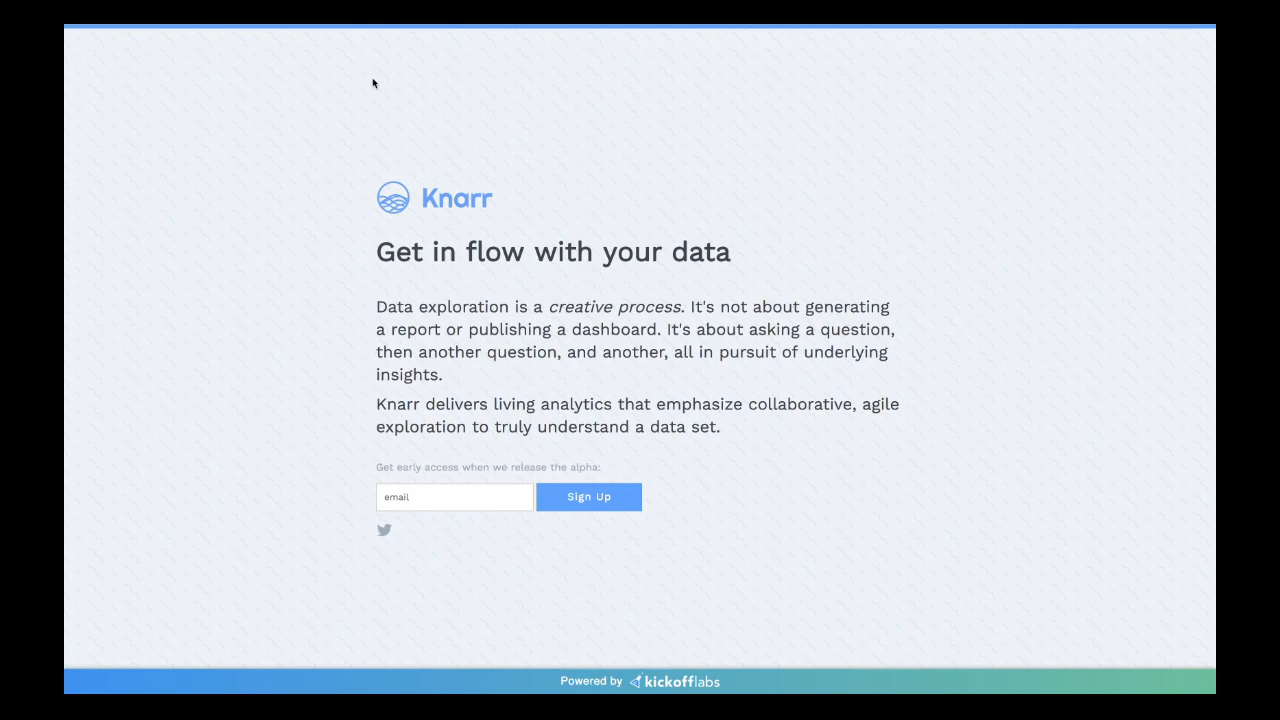 Knarr
Get in flow with your data
Data exploration is a creative process. It's not about generating
a report or publishing a dashboard. It's about asking a question,
then another question, and another, all in pursuit of underlying
insights.
Knarr delivers living analytics that emphasize collaborative, agile
exploration to truly understand a data set.
Get early access when we release the alpha:
email
Sign Up
Powered by kickofflabs